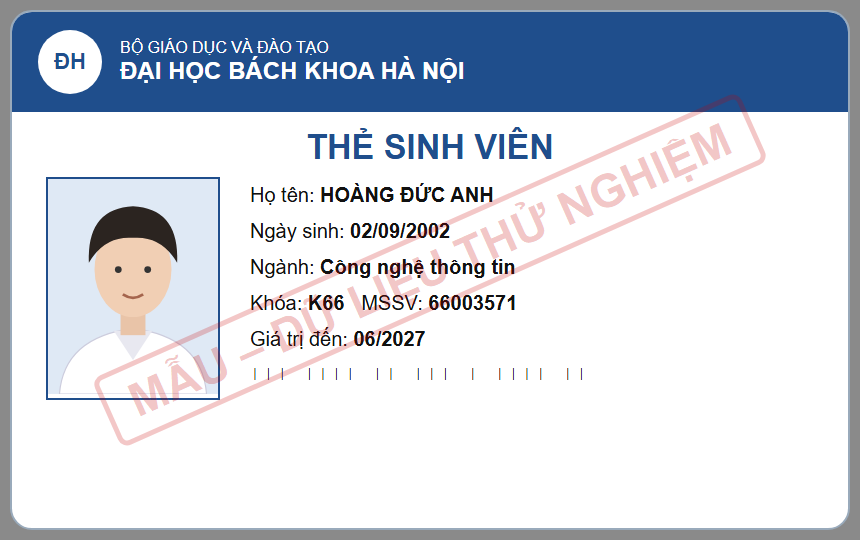 ĐH
BỘ GIÁO DỤC VÀ ĐÀO TẠO
ĐẠI HỌC BÁCH KHOA HÀ NỘI
THẺ SINH VIÊN
Họ tên: HOÀNG ĐỨC ANH
Ngày sinh: 02/09/2002
Ngành: Công nghệ thông tin
Khóa: K66 MSSV: 66003571
Giá trị đến: 06/2027
MẪU – DỮ LIỆU THỬ NGHIỆM